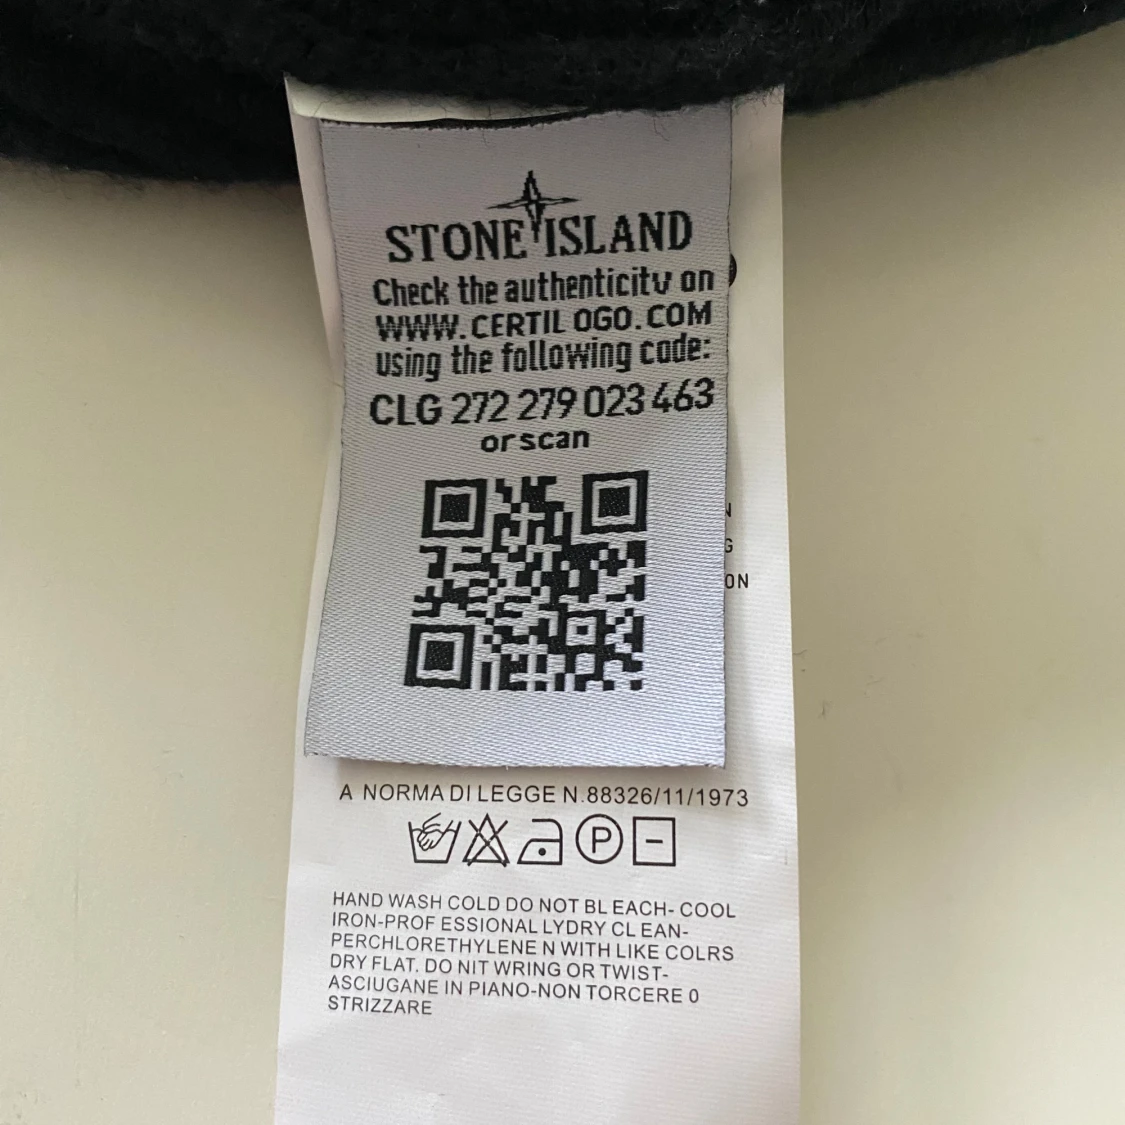 STONE ISLAND
Check the authenticity on
WWW.CERTIL OGO.COM
using the following code:
CLG 272 279 023 463
or scan
N
G
ON
A NORMA DI LEGGE N.88326/11/1973
P
HAND WASH COLD DO NOT BL EACH- COOL
IRON-PROF ESSIONAL LYDRY CL EAN-
PERCHLORETHYLENE N WITH LIKE COLRS
DRY FLAT. DO NIT WRING OR TWIST-
ASCIUGANE IN PIANO-NON TORCERE 0
STRIZZARE